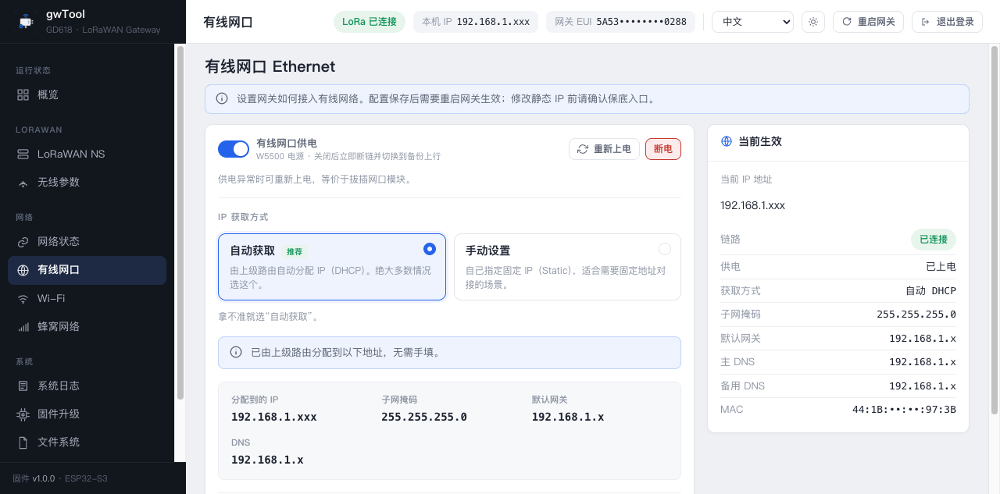 gwTool
GD618 · LoRaWAN Gateway
有线网口
LoRa 已连接
本机 IP 192.168.1.xxx
网关 EUI 5A53••••••••0288
中文
重启网关
退出登录
运行状态
概览
LORAWAN
LoRaWAN NS
无线参数
网络
网络状态
有线网口
Wi-Fi
蜂窝网络
系统
系统日志
固件升级
文件系统
固件 v1.0.0 · ESP32-S3
有线网口 Ethernet
设置网关如何接入有线网络。配置保存后需要重启网关生效；修改静态 IP 前请确认保底入口。
有线网口供电
W5500 电源 · 关闭后立即断链并切换到备份上行
重新上电
断电
供电异常时可重新上电，等价于拔插网口模块。
IP 获取方式
自动获取 推荐
由上级路由自动分配 IP（DHCP）。绝大多数情况
选这个。
手动设置
自己指定固定 IP（Static），适合需要固定地址对
接的场景。
拿不准就选“自动获取”。
已由上级路由分配到以下地址，无需手填。
分配到的 IP
192.168.1.xxx
子网掩码
255.255.255.0
默认网关
192.168.1.x
DNS
192.168.1.x
当前生效
当前 IP 地址
192.168.1.xxx
链路 已连接
供电 已上电
获取方式 自动 DHCP
子网掩码 255.255.255.0
默认网关 192.168.1.x
主 DNS 192.168.1.x
备用 DNS 192.168.1.x
MAC 44:1B:••:••:97:3B